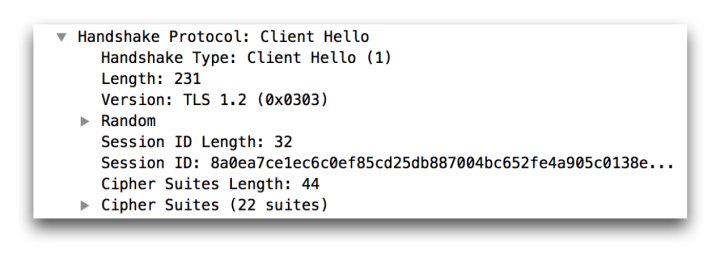 Handshake Protocol: Client Hello
Handshake Type: Client Hello (1)
Length: 231
Version: TLS 1.2 (0x0303)
Random
Session ID Length: 32
Session ID: 8a0ea7ce1ec6c0ef85cd25db887004bc652fe4a905c0138e...
Cipher Suites Length: 44
Cipher Suites (22 suites)